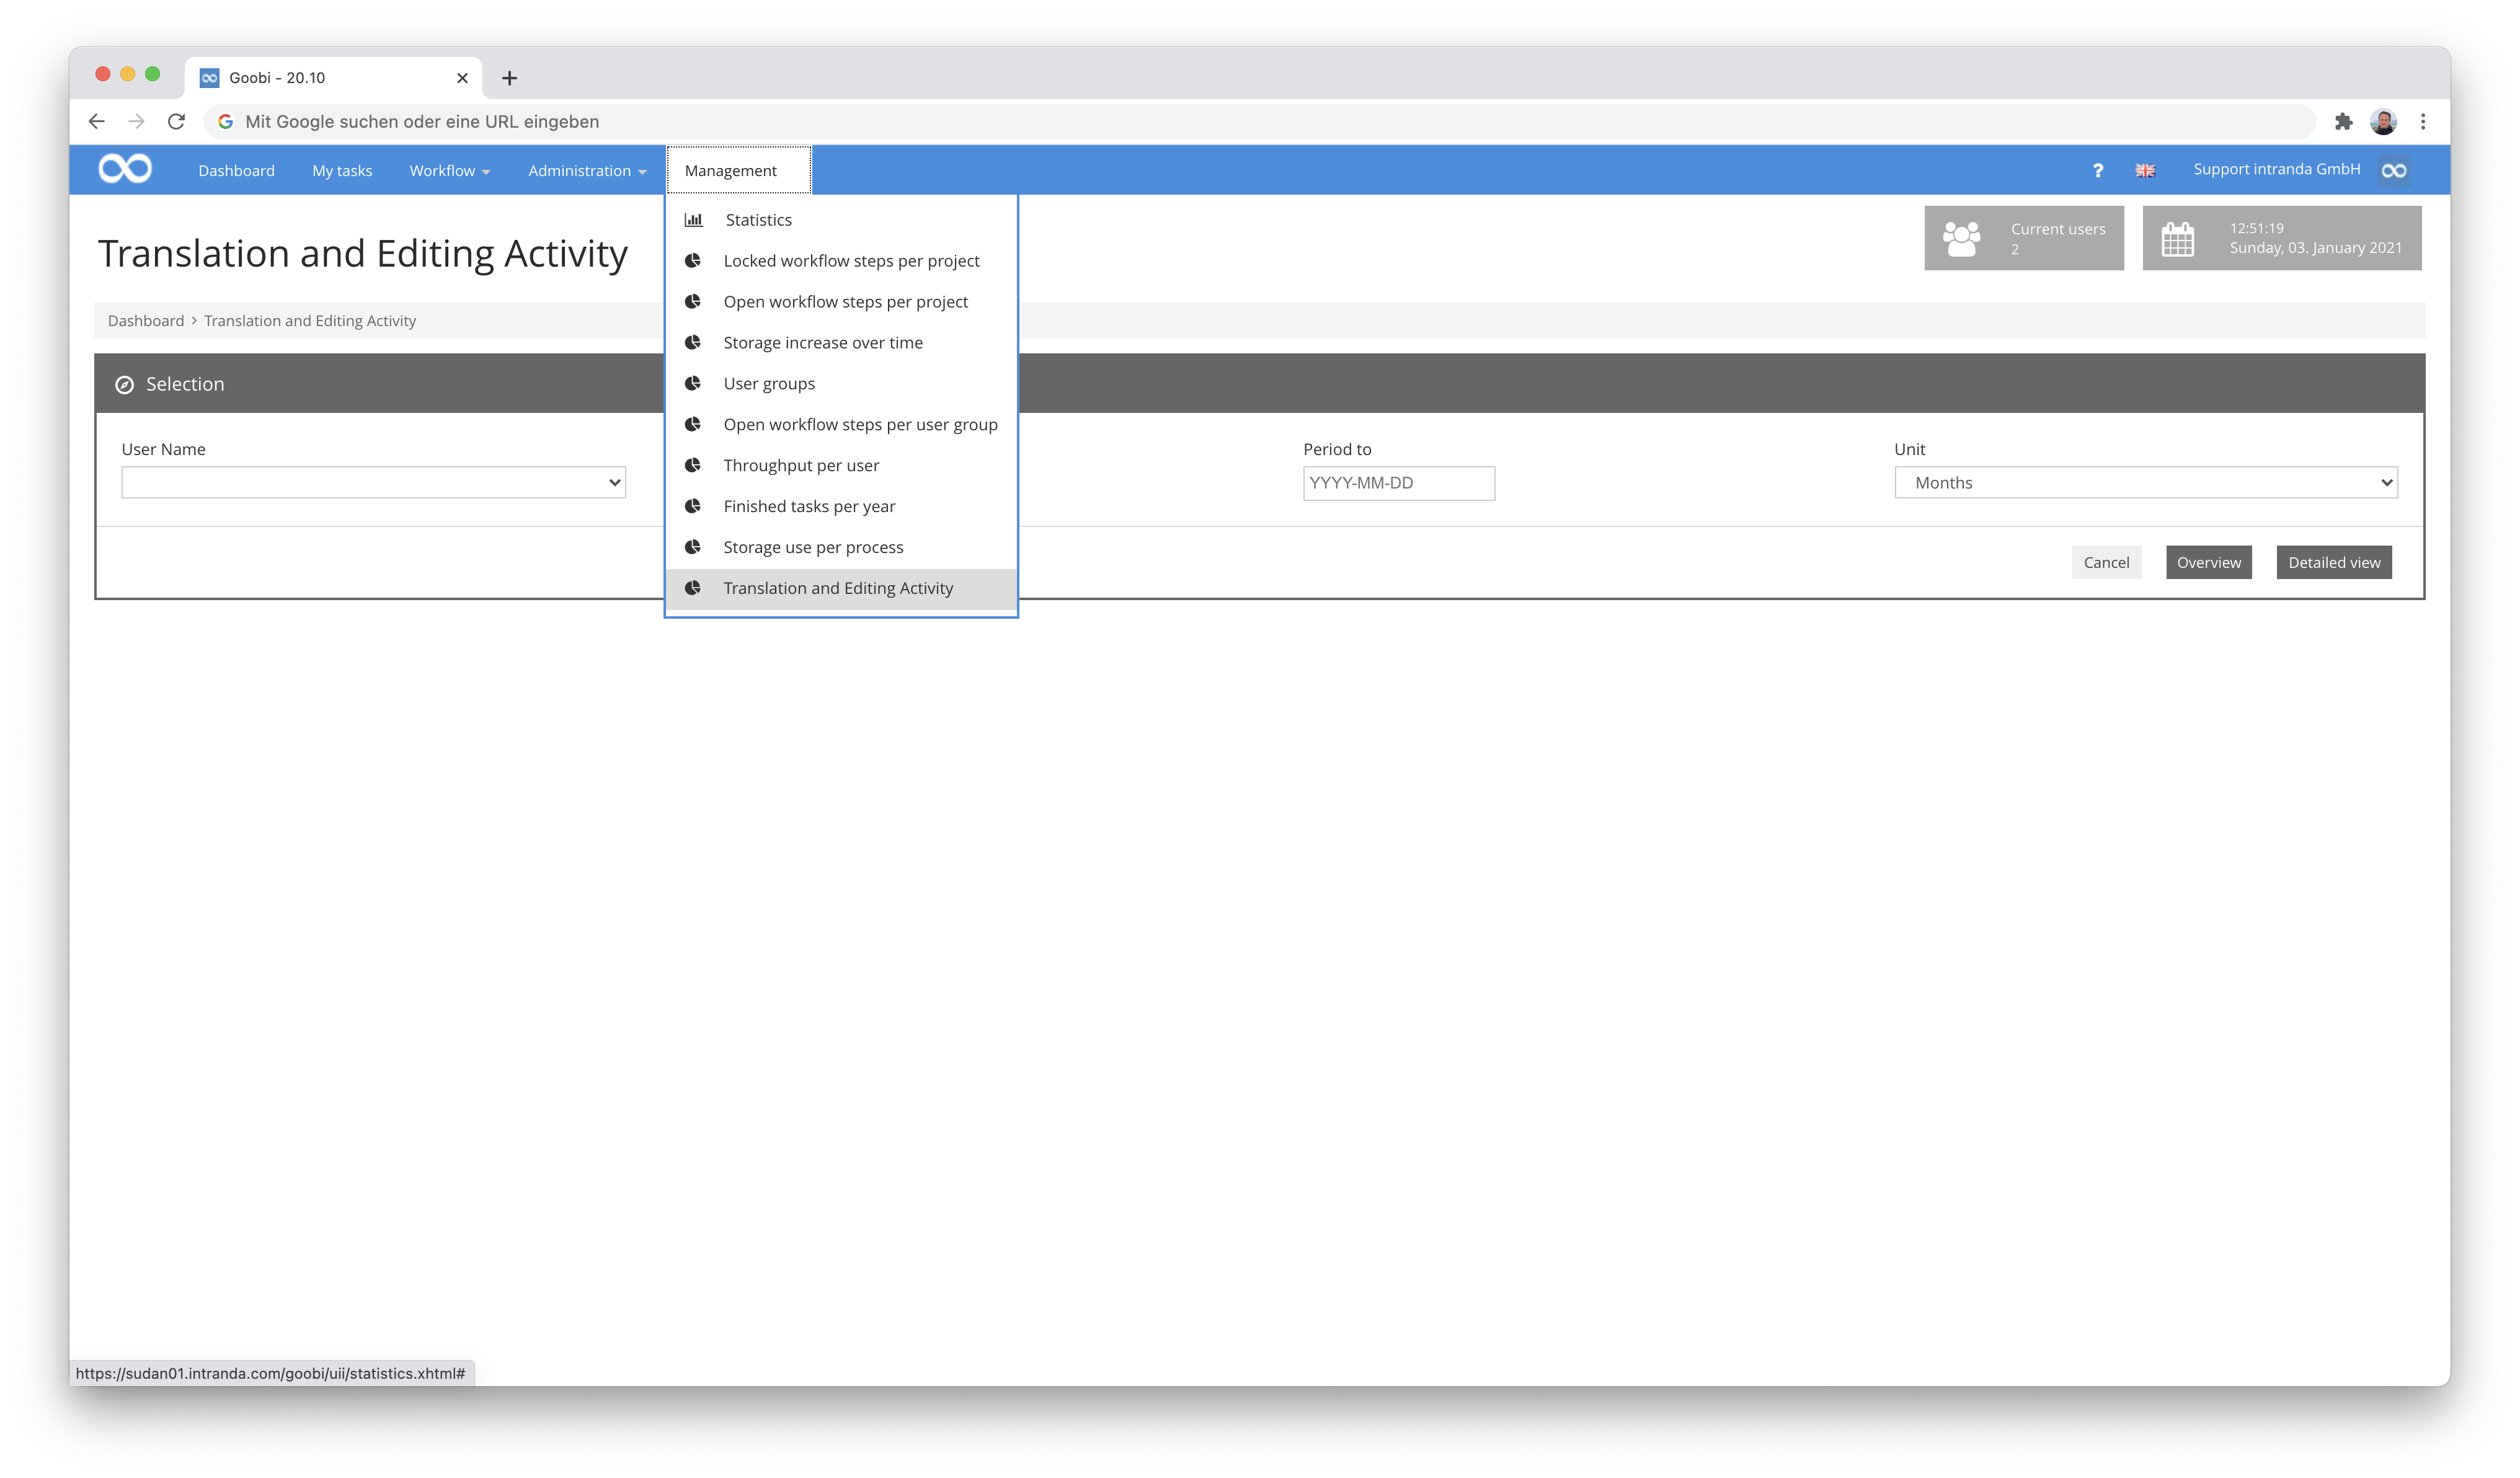 Goobi - 20.10
Mit Google suchen oder eine URL eingeben
Dashboard My tasks Workflow Administration Management ? Support intranda GmbH
Translation and Editing Activity
Current users
2
12:51:19
Sunday, 03. January 2021
Dashboard > Translation and Editing Activity
Statistics
Locked workflow steps per project
Open workflow steps per project
Storage increase over time
User groups
Open workflow steps per user group
Throughput per user
Finished tasks per year
Storage use per process
Translation and Editing Activity
Selection
User Name
Period to
YYYY-MM-DD
Unit
Months
Cancel Overview Detailed view
https://sudan01.intranda.com/goobi/uii/statistics.xhtml#